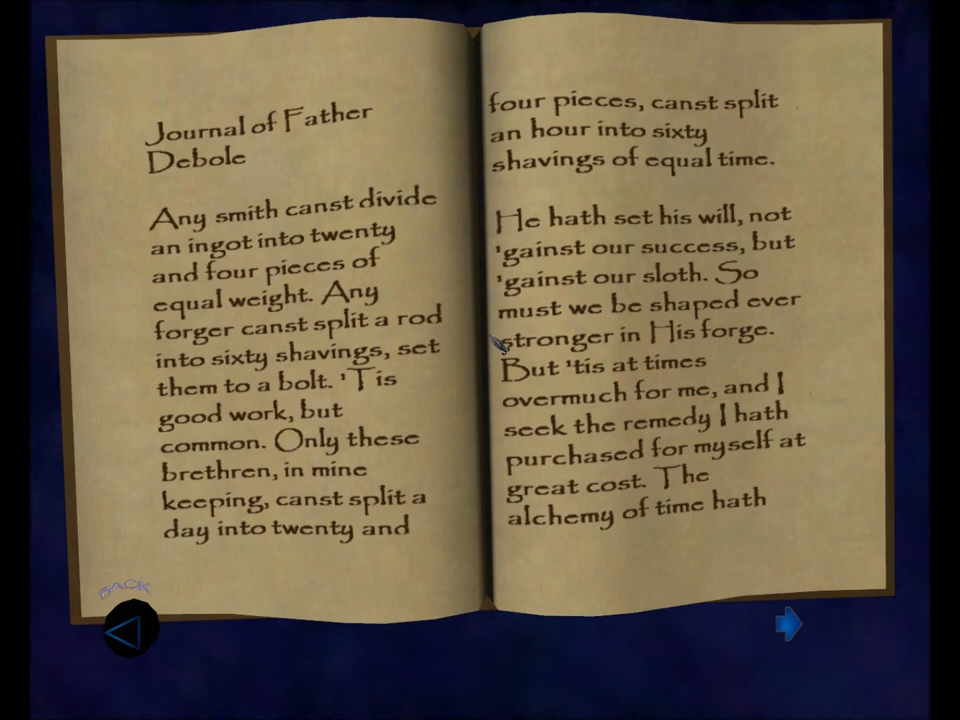 Journal of Father
Debole
Any smith canst divide
an ingot into twenty
and four pieces of
equal weight. Any
forger canst split a rod
into sixty shavings, set
them to a bolt. 'Tis
good work, but
common. Only these
brethren, in mine
keeping, canst split a
day into twenty and
four pieces, canst split
an hour into sixty
shavings of equal time.
He hath set his will, not
'gainst our success, but
'gainst our sloth. So
must we be shaped ever
stronger in His forge.
But 'tis at times
overmuch for me, and I
seek the remedy I hath
purchased for myself at
great cost. The
alchemy of time hath
BACK